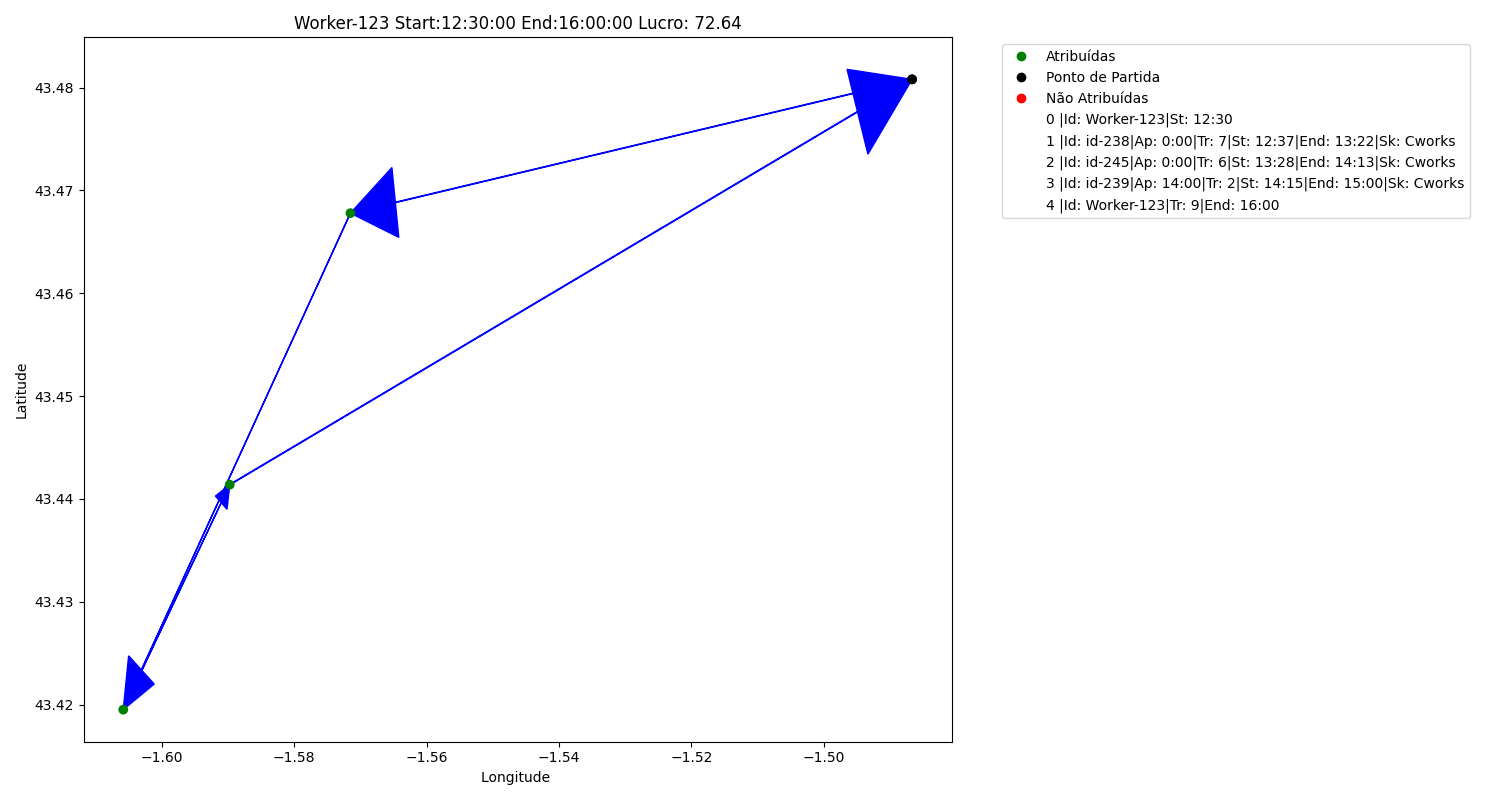 Worker-123 Start:12:30:00 End:16:00:00 Lucro: 72.64
Atribuídas
Ponto de Partida
Não Atribuídas
0 |Id: Worker-123|St: 12:30
1 |Id: id-238|Ap: 0:00|Tr: 7|St: 12:37|End: 13:22|Sk: Cworks
2 |Id: id-245|Ap: 0:00|Tr: 6|St: 13:28|End: 14:13|Sk: Cworks
3 |Id: id-239|Ap: 14:00|Tr: 2|St: 14:15|End: 15:00|Sk: Cworks
4 |Id: Worker-123|Tr: 9|End: 16:00
43.48
43.47
43.46
43.45
43.44
43.43
43.42
Latitude
−1.60
−1.58
−1.56
−1.54
−1.52
−1.50
Longitude